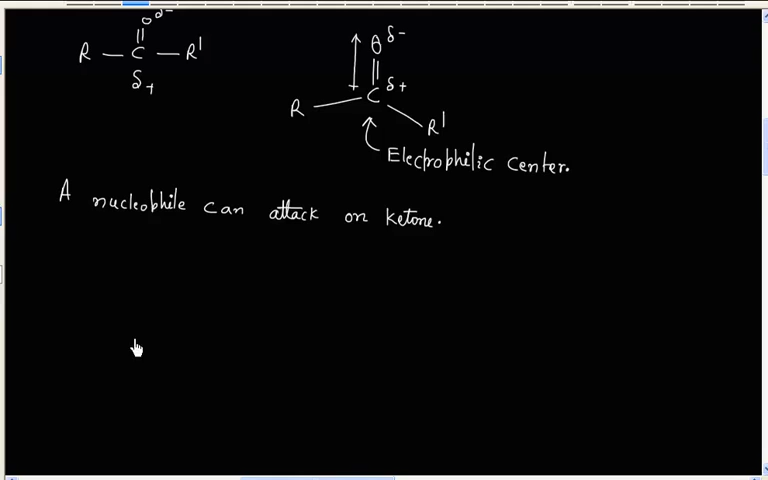 O δ-
R — C — R'
δ+
O δ-
C δ+
R
R'
Electrophilic center.
A nucleophile can attack on ketone.